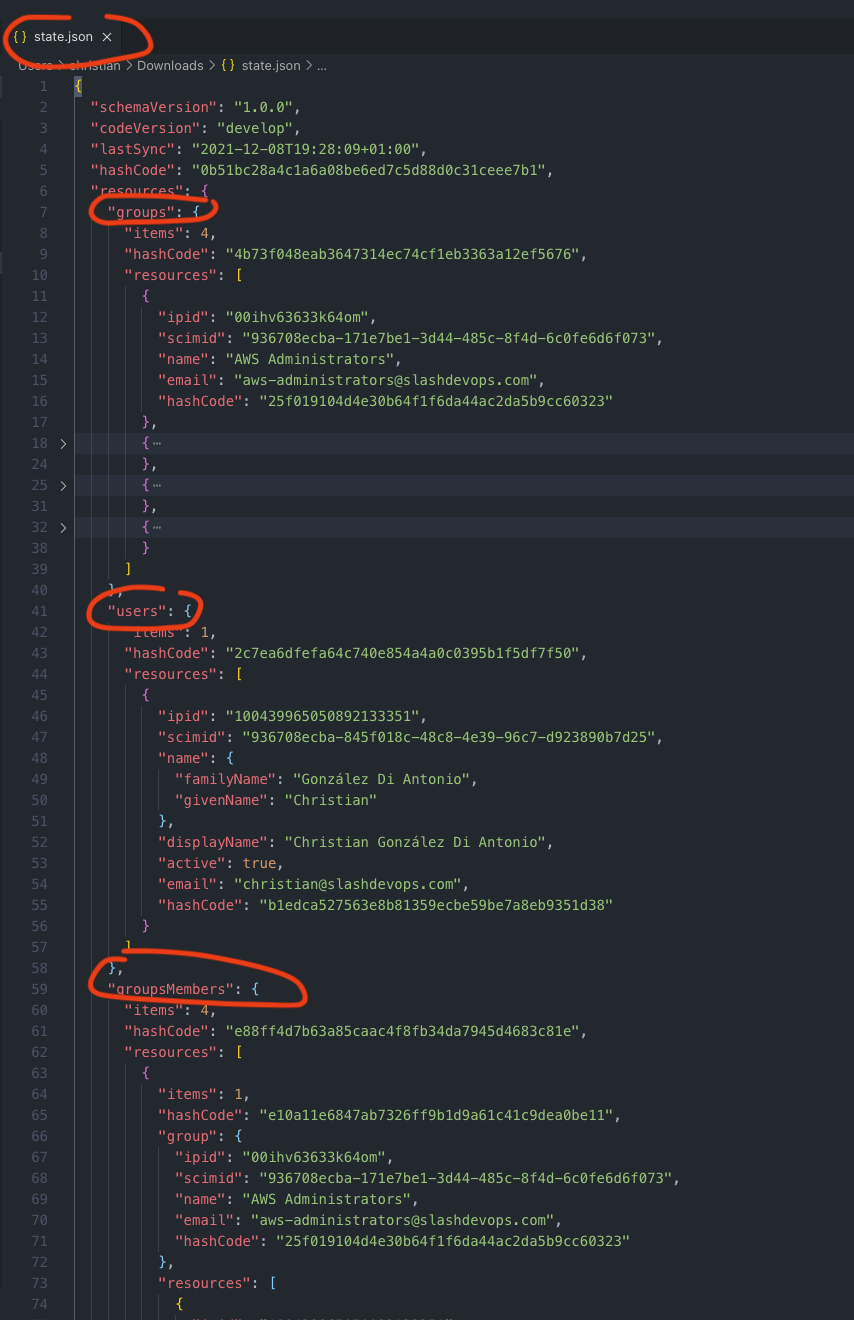 { } state.json ×
Users > christian > Downloads > { } state.json > ...
1 {
2 "schemaVersion": "1.0.0",
3 "codeVersion": "develop",
4 "lastSync": "2021-12-08T19:28:09+01:00",
5 "hashCode": "0b51bc28a4c1a6a08be6ed7c5d88d0c31ceee7b1",
6 "resources": {
7 "groups": {
8 "items": 4,
9 "hashCode": "4b73f048eab3647314ec74cf1eb3363a12ef5676",
10 "resources": [
11 {
12 "ipid": "00ihv63633k64om",
13 "scimid": "936708ecba-171e7be1-3d44-485c-8f4d-6c0fe6d6f073",
14 "name": "AWS Administrators",
15 "email": "aws-administrators@slashdevops.com",
16 "hashCode": "25f019104d4e30b64f1f6da44ac2da5b9cc60323"
17 },
18 > { ...
24 },
25 > { ...
31 },
32 > { ...
38 }
39 ]
40 },
41 "users": {
42 "items": 1,
43 "hashCode": "2c7ea6dfefa64c740e854a4a0c0395b1f5df7f50",
44 "resources": [
45 {
46 "ipid": "100439965050892133351",
47 "scimid": "936708ecba-845f018c-48c8-4e39-96c7-d923890b7d25",
48 "name": {
49 "familyName": "González Di Antonio",
50 "givenName": "Christian"
51 },
52 "displayName": "Christian González Di Antonio",
53 "active": true,
54 "email": "christian@slashdevops.com",
55 "hashCode": "b1edca527563e8b81359ecbe59be7a8eb9351d38"
56 }
57 ]
58 },
59 "groupsMembers": {
60 "items": 4,
61 "hashCode": "e88ff4d7b63a85caac4f8fb34da7945d4683c81e",
62 "resources": [
63 {
64 "items": 1,
65 "hashCode": "e10a11e6847ab7326ff9b1d9a61c41c9dea0be11",
66 "group": {
67 "ipid": "00ihv63633k64om",
68 "scimid": "936708ecba-171e7be1-3d44-485c-8f4d-6c0fe6d6f073",
69 "name": "AWS Administrators",
70 "email": "aws-administrators@slashdevops.com",
71 "hashCode": "25f019104d4e30b64f1f6da44ac2da5b9cc60323"
72 },
73 "resources": [
74 {